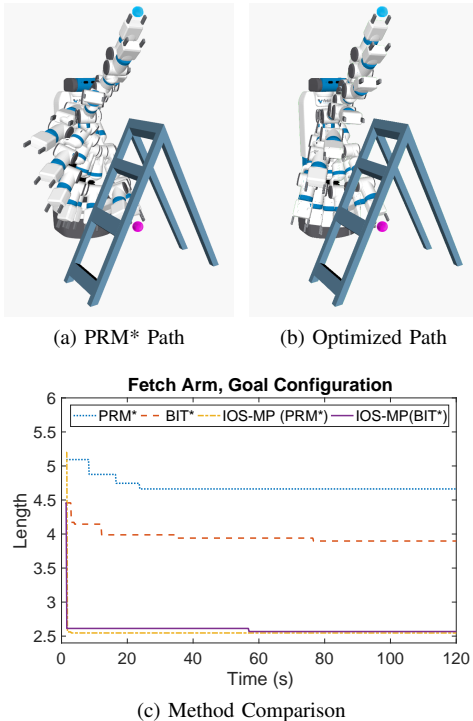 (a) PRM* Path
(b) Optimized Path
Fetch Arm, Goal Configuration
PRM* BIT* IOS-MP (PRM*) IOS-MP(BIT*)
6
5.5
5
4.5
4
3.5
3
2.5
Length
0 20 40 60 80 100 120
Time (s)
(c) Method Comparison